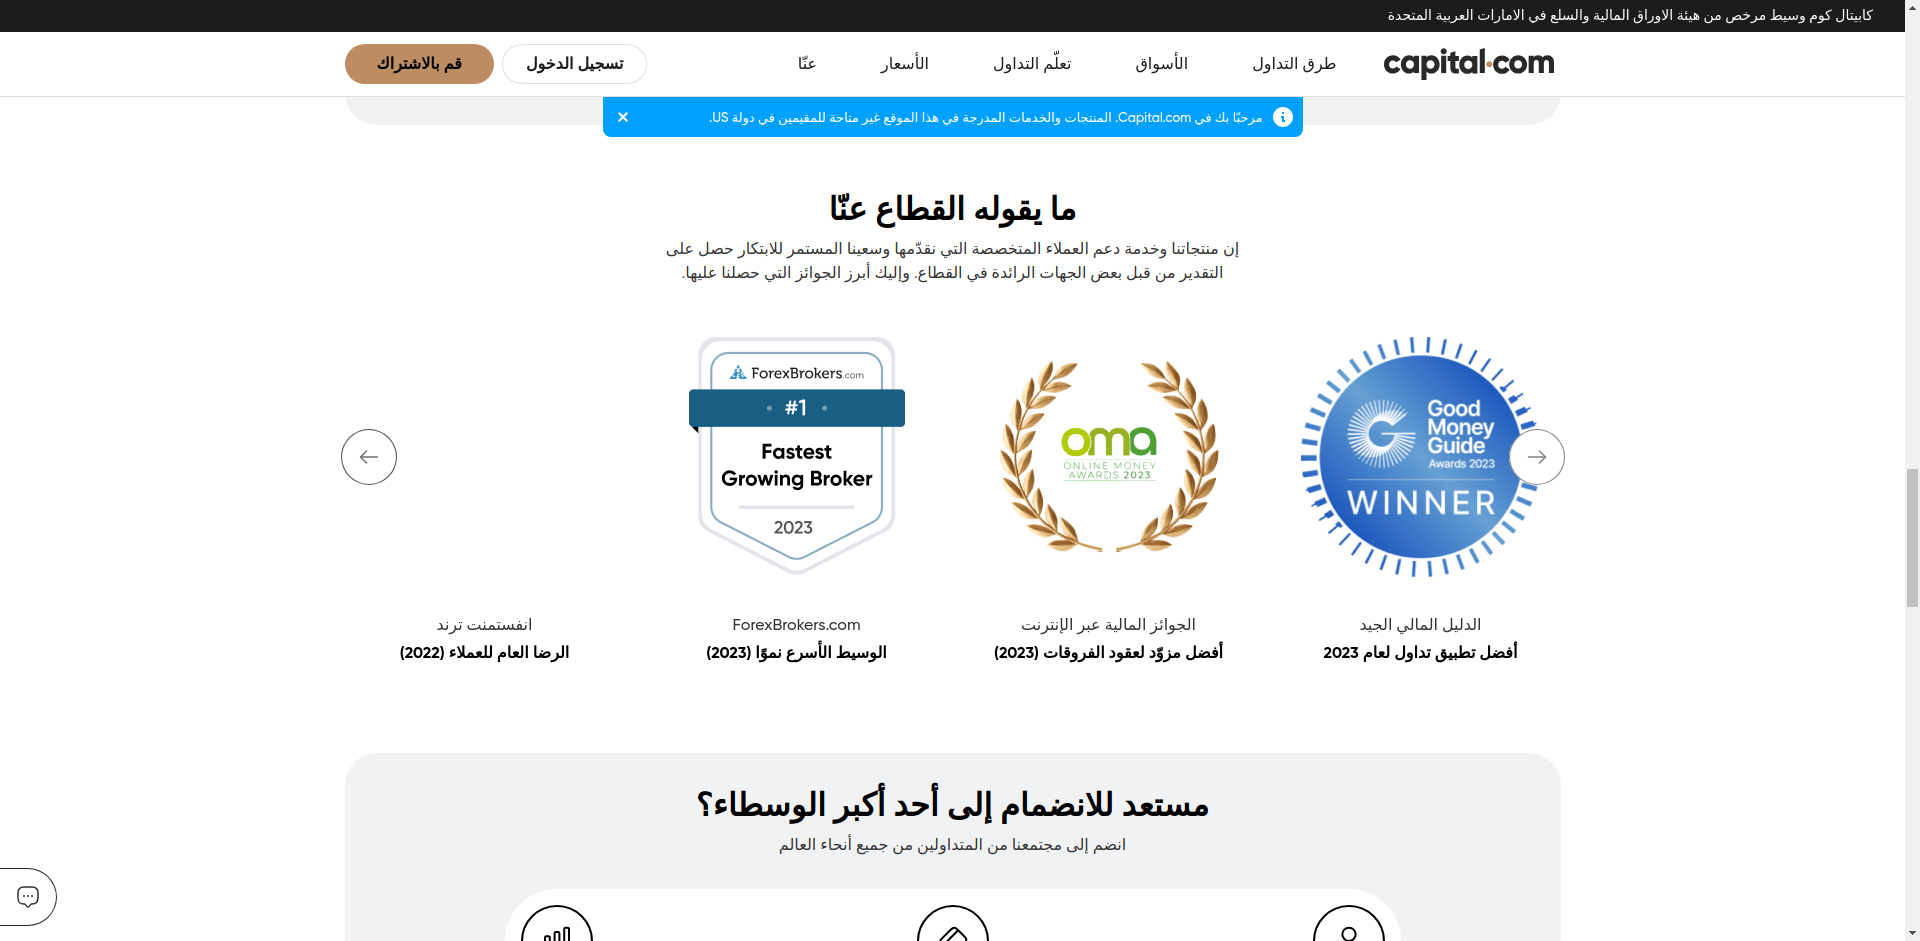 كابيتال كوم وسيط مرخص من هيئة الاوراق المالية والسلع في الامارات العربية المتحدة
capital.com
طرق التداول
الأسواق
تعلّم التداول
الأسعار
عنّا
تسجيل الدخول
قم بالاشتراك
مرحبًا بك في Capital.com. المنتجات والخدمات المدرجة في هذا الموقع غير متاحة للمقيمين في دولة US.
ما يقوله القطاع عنّا
إن منتجاتنا وخدمة دعم العملاء المتخصصة التي نقدّمها وسعينا المستمر للابتكار حصل على
التقدير من قبل بعض الجهات الرائدة في القطاع. وإليك أبرز الجوائز التي حصلنا عليها.
Good
Money
Guide
Awards 2023
WINNER
الدليل المالي الجيد
أفضل تطبيق تداول لعام 2023
oma
ONLINE MONEY
AWARDS 2023
الجوائز المالية عبر الإنترنت
أفضل مزوّد لعقود الفروقات (2023)
ForexBrokers.com
#1
Fastest
Growing Broker
2023
ForexBrokers.com
الوسيط الأسرع نموًا (2023)
انفستمنت ترند
الرضا العام للعملاء (2022)
مستعد للانضمام إلى أحد أكبر الوسطاء؟
انضم إلى مجتمعنا من المتداولين من جميع أنحاء العالم